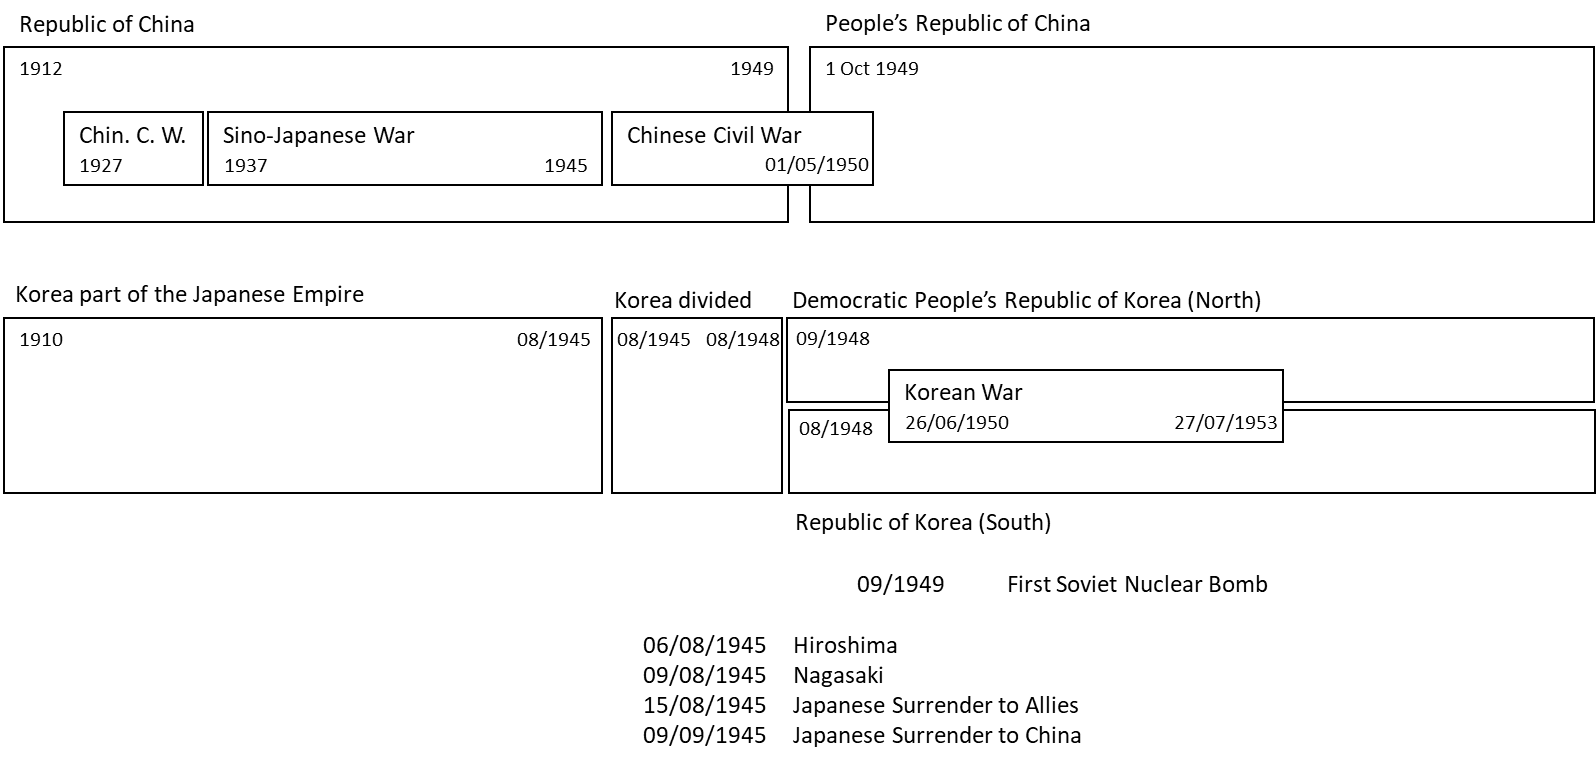 Republic of China
People’s Republic of China
1912
1949
1 Oct 1949
Chin. C. W.
1927
Sino-Japanese War
1937
1945
Chinese Civil War
01/05/1950
Korea part of the Japanese Empire
Korea divided
Democratic People’s Republic of Korea (North)
1910
08/1945
08/1945
08/1948
09/1948
Korean War
26/06/1950
27/07/1953
08/1948
Republic of Korea (South)
09/1949 First Soviet Nuclear Bomb
06/08/1945 Hiroshima
09/08/1945 Nagasaki
15/08/1945 Japanese Surrender to Allies
09/09/1945 Japanese Surrender to China